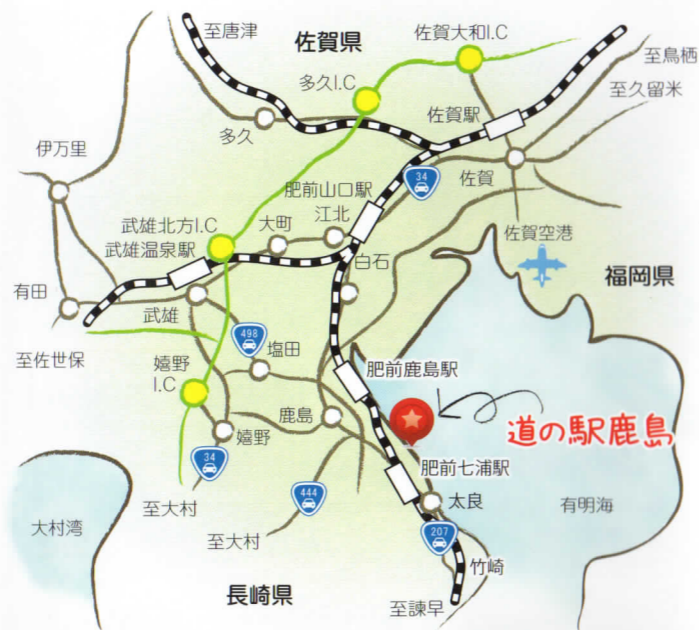 至唐津
佐賀県
佐賀大和I.C
至鳥栖
多久I.C
至久留米
佐賀駅
多久
伊万里
34
佐賀
肥前山口駅
江北
大町
武雄北方I.C
武雄温泉駅
佐賀空港
白石
福岡県
有田
武雄
498
塩田
至佐世保
嬉野
I.C
肥前鹿島駅
鹿島
道の駅鹿島
嬉野
34
肥前七浦駅
444
太良
有明海
至大村
大村湾
至大村
207
竹崎
長崎県
至諫早